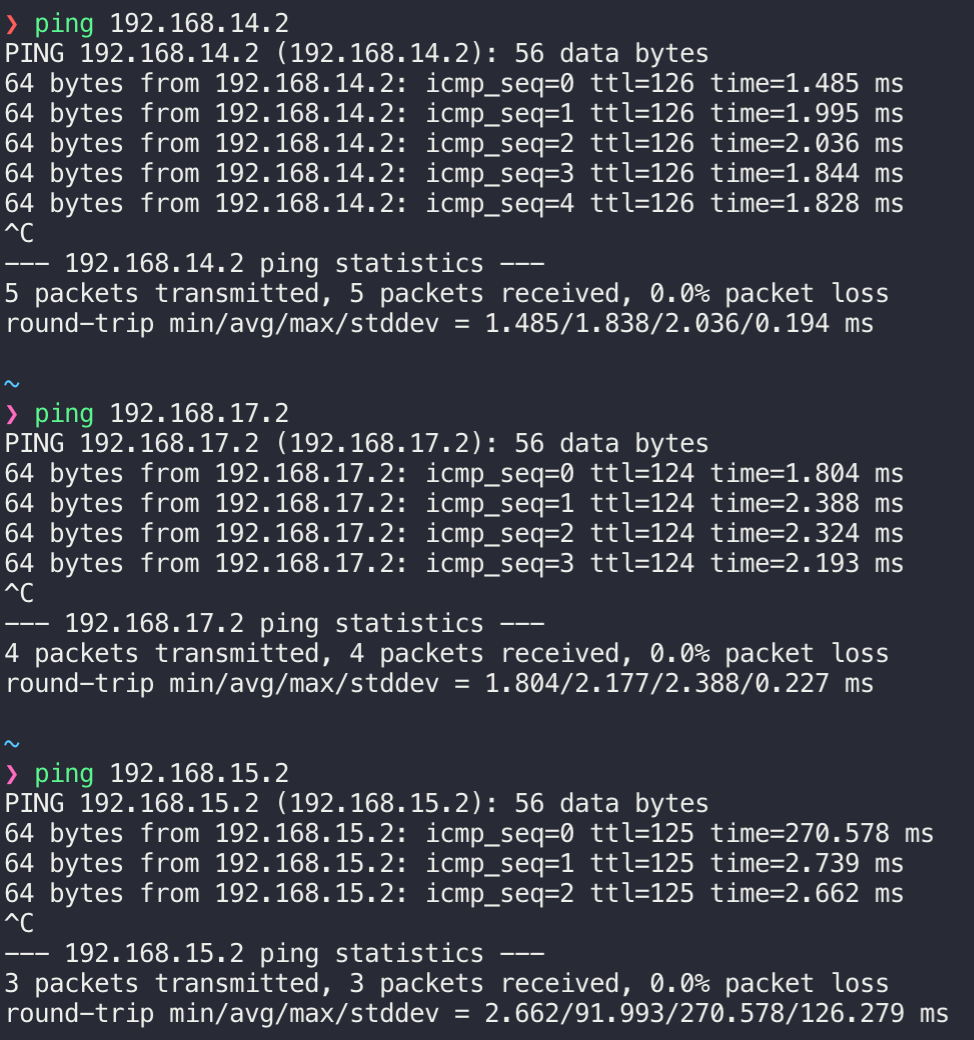 ❯ ping 192.168.14.2
PING 192.168.14.2 (192.168.14.2): 56 data bytes
64 bytes from 192.168.14.2: icmp_seq=0 ttl=126 time=1.485 ms
64 bytes from 192.168.14.2: icmp_seq=1 ttl=126 time=1.995 ms
64 bytes from 192.168.14.2: icmp_seq=2 ttl=126 time=2.036 ms
64 bytes from 192.168.14.2: icmp_seq=3 ttl=126 time=1.844 ms
64 bytes from 192.168.14.2: icmp_seq=4 ttl=126 time=1.828 ms
^C
--- 192.168.14.2 ping statistics ---
5 packets transmitted, 5 packets received, 0.0% packet loss
round-trip min/avg/max/stddev = 1.485/1.838/2.036/0.194 ms
~
❯ ping 192.168.17.2
PING 192.168.17.2 (192.168.17.2): 56 data bytes
64 bytes from 192.168.17.2: icmp_seq=0 ttl=124 time=1.804 ms
64 bytes from 192.168.17.2: icmp_seq=1 ttl=124 time=2.388 ms
64 bytes from 192.168.17.2: icmp_seq=2 ttl=124 time=2.324 ms
64 bytes from 192.168.17.2: icmp_seq=3 ttl=124 time=2.193 ms
^C
--- 192.168.17.2 ping statistics ---
4 packets transmitted, 4 packets received, 0.0% packet loss
round-trip min/avg/max/stddev = 1.804/2.177/2.388/0.227 ms
~
❯ ping 192.168.15.2
PING 192.168.15.2 (192.168.15.2): 56 data bytes
64 bytes from 192.168.15.2: icmp_seq=0 ttl=125 time=270.578 ms
64 bytes from 192.168.15.2: icmp_seq=1 ttl=125 time=2.739 ms
64 bytes from 192.168.15.2: icmp_seq=2 ttl=125 time=2.662 ms
^C
--- 192.168.15.2 ping statistics ---
3 packets transmitted, 3 packets received, 0.0% packet loss
round-trip min/avg/max/stddev = 2.662/91.993/270.578/126.279 ms